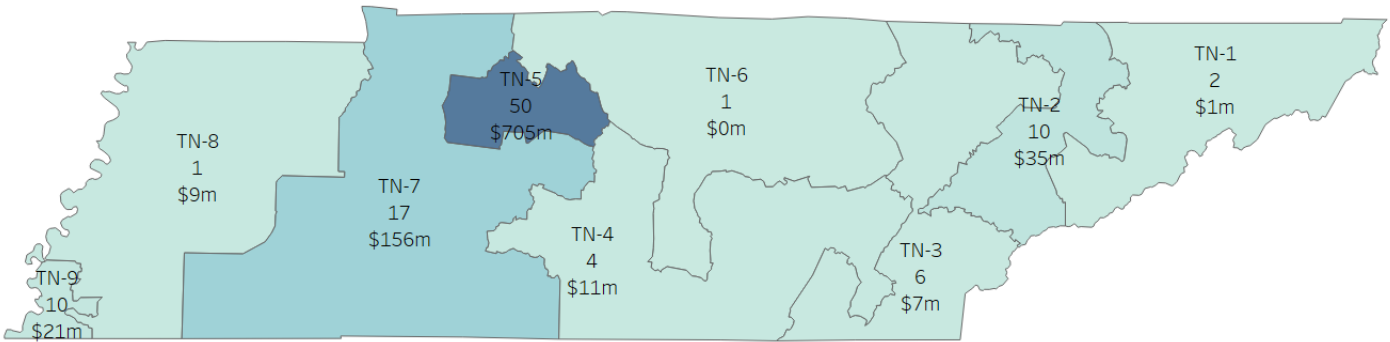 TN-1
2
$1m
TN-5
50
$705m
TN-6
1
$0m
TN-2
10
$35m
TN-8
1
$9m
TN-7
17
$156m
TN-4
4
$11m
TN-3
6
$7m
TN-9
10
$21m